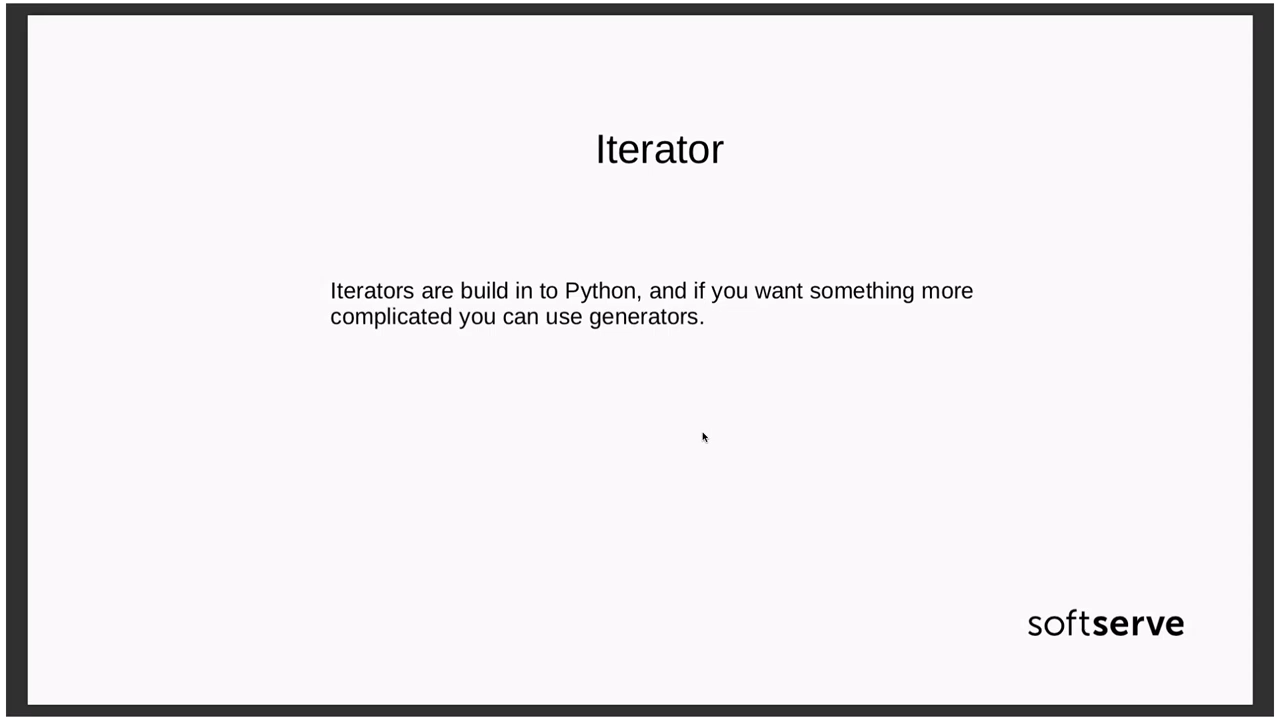 Iterator
Iterators are build in to Python, and if you want something more
complicated you can use generators.
softserve